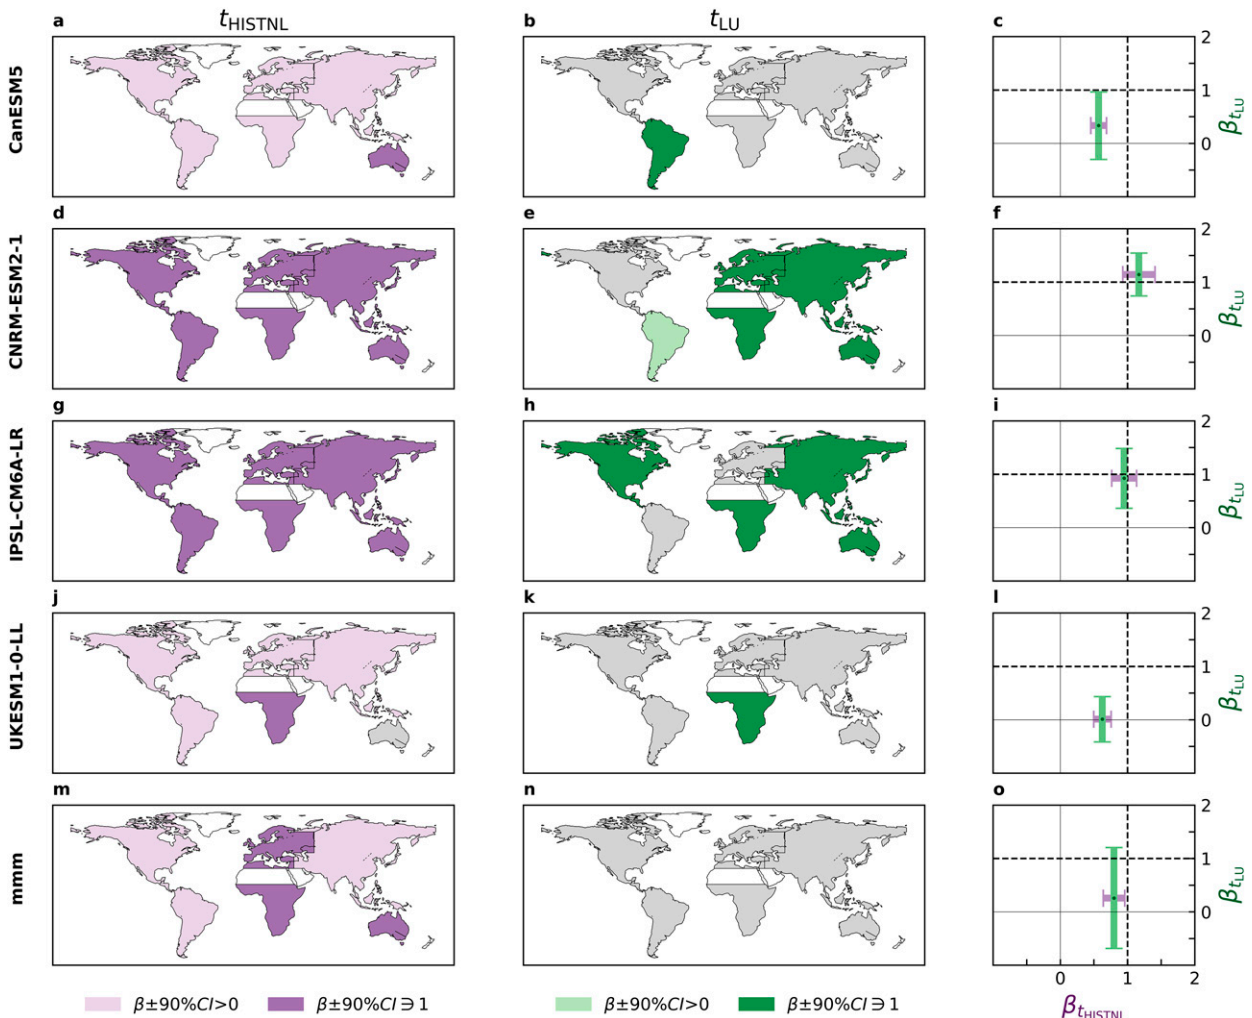 a t_HISTNL b t_LU c
CanESM5
2
1
0
β_tLU
d e f
CNRM-ESM2-1
2
1
0
β_tLU
g h i
IPSL-CM6A-LR
2
1
0
β_tLU
j k l
UKESM1-0-LL
2
1
0
β_tLU
m n o
mmm
2
1
0
β_tLU
0 1 2
β_tHISTNL
β±90%CI>0 β±90%CI∋1 β±90%CI>0 β±90%CI∋1